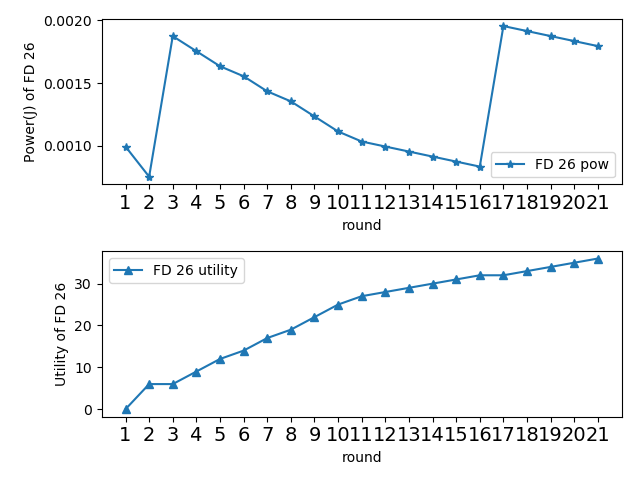 0.0020
0.0015
0.0010
Power(J) of FD 26
FD 26 pow
1 2 3 4 5 6 7 8 9 10 11 12 13 14 15 16 17 18 19 20 21
round
FD 26 utility
30
20
10
0
Utility of FD 26
1 2 3 4 5 6 7 8 9 10 11 12 13 14 15 16 17 18 19 20 21
round